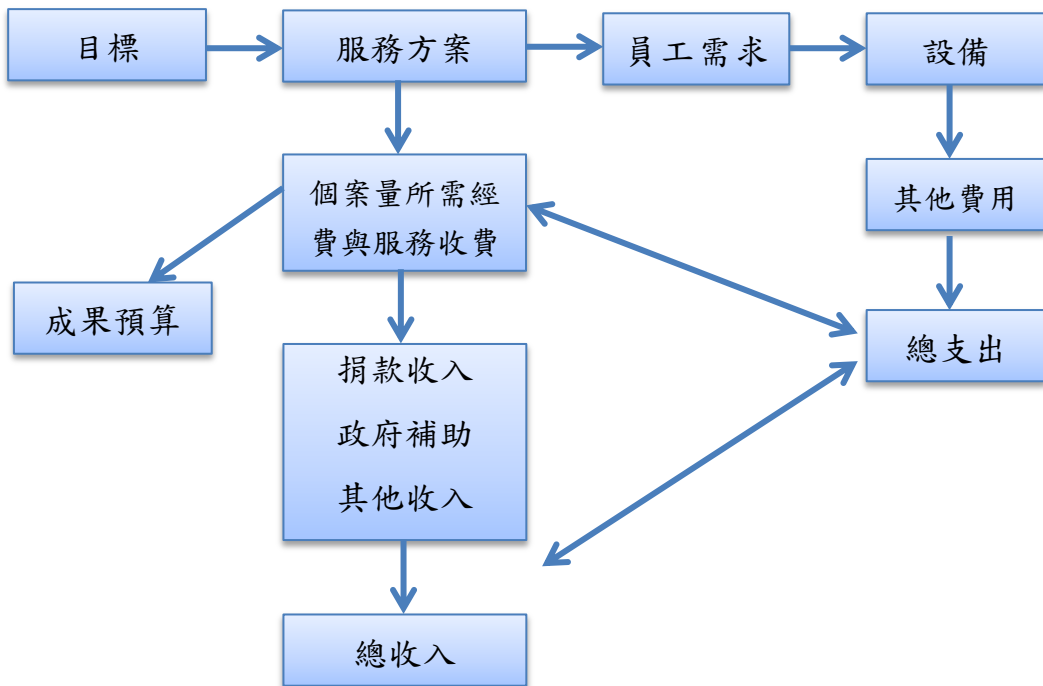 目標
服務方案
員工需求
設備
個案量所需經
費與服務收費
其他費用
成果預算
總支出
捐款收入
政府補助
其他收入
總收入